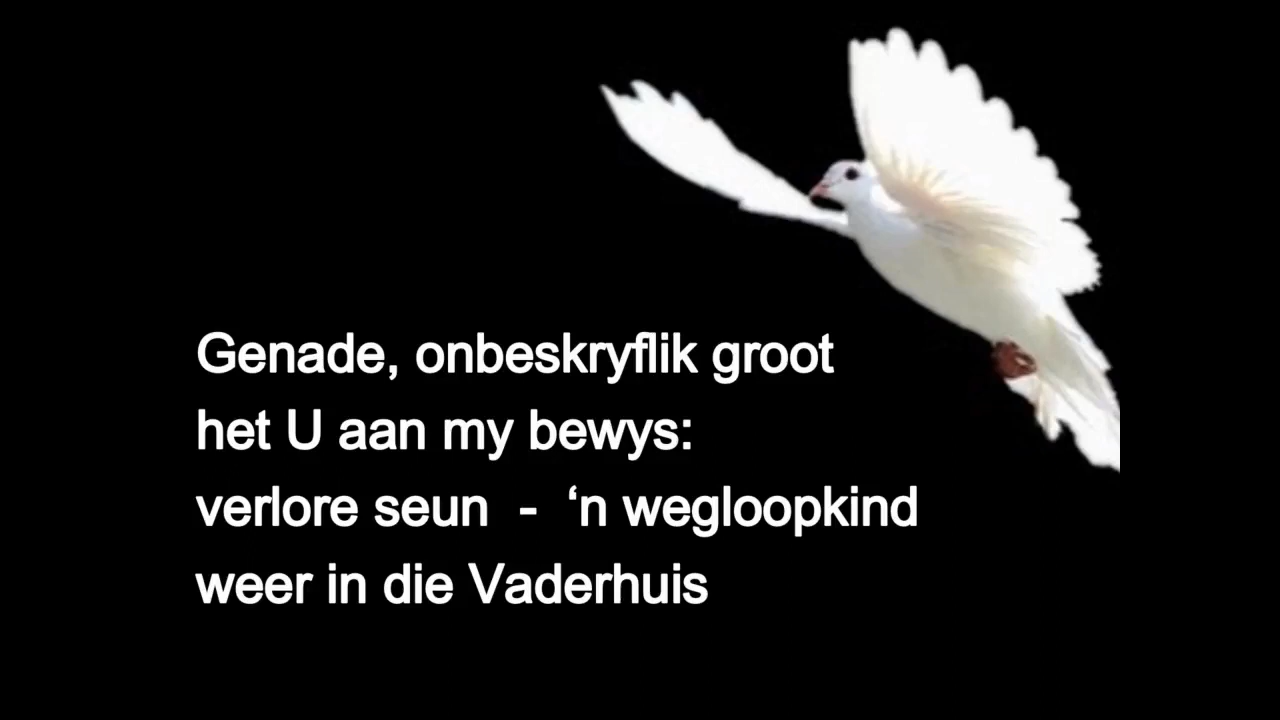 Genade, onbeskryflik groot
het U aan my bewys:
verlore seun - ‘n wegloopkind
weer in die Vaderhuis